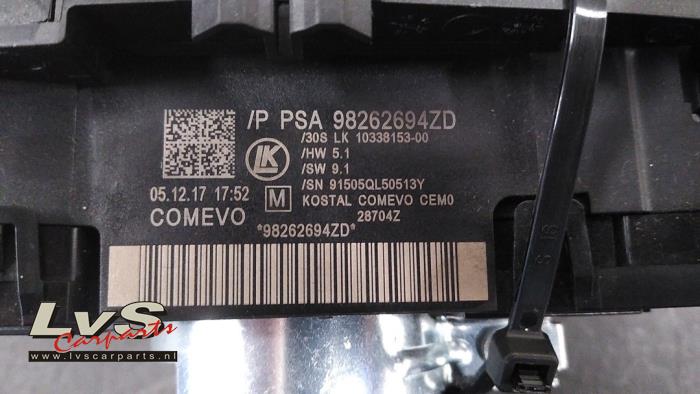 /P PSA 98262694ZD
/30S LK 10338153-00
/HW 5.1
/SW 9.1
/SN 91505QL50513Y
LK
05.12.17 17:52
M
KOSTAL COMEVO CEM0
COMEVO
28704Z
*98262694ZD*
LvS
Carparts
www.lvscarparts.nl